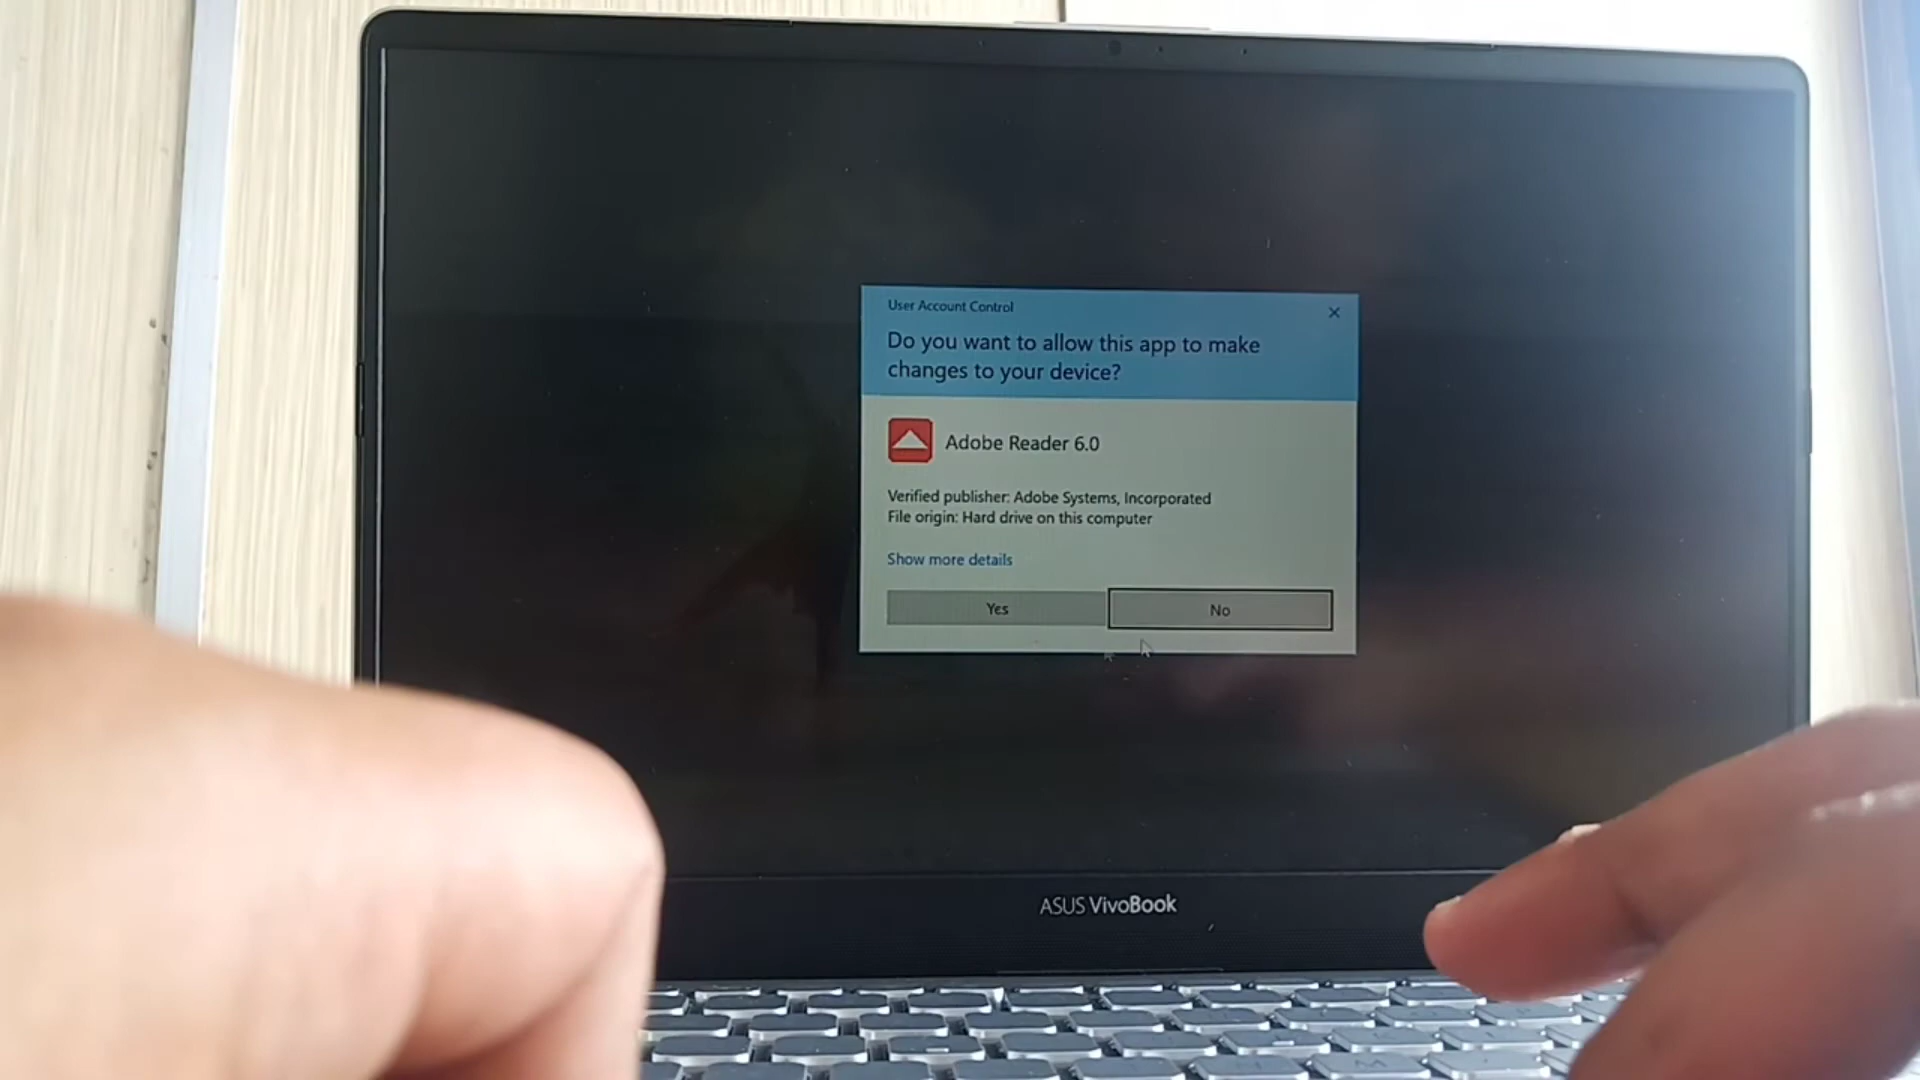 User Account Control
Do you want to allow this app to make
changes to your device?
Adobe Reader 6.0
Verified publisher: Adobe Systems, Incorporated
File origin: Hard drive on this computer
Show more details
Yes
No
ASUS VivoBook